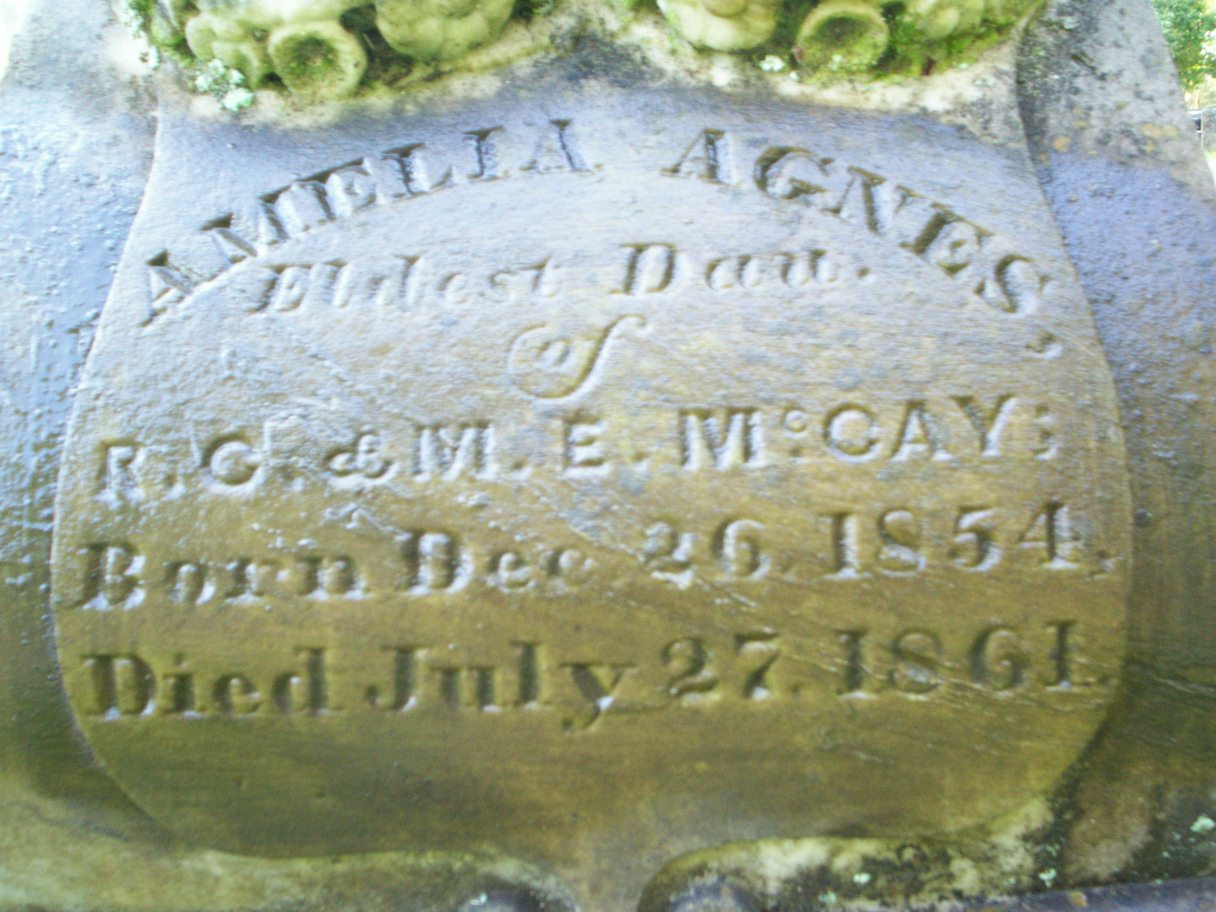 AMELIA AGNES,
Eldest Dau.
of
R. C. & M. E. McCAY;
Born Dec 26. 1854.
Died July 27. 1861.